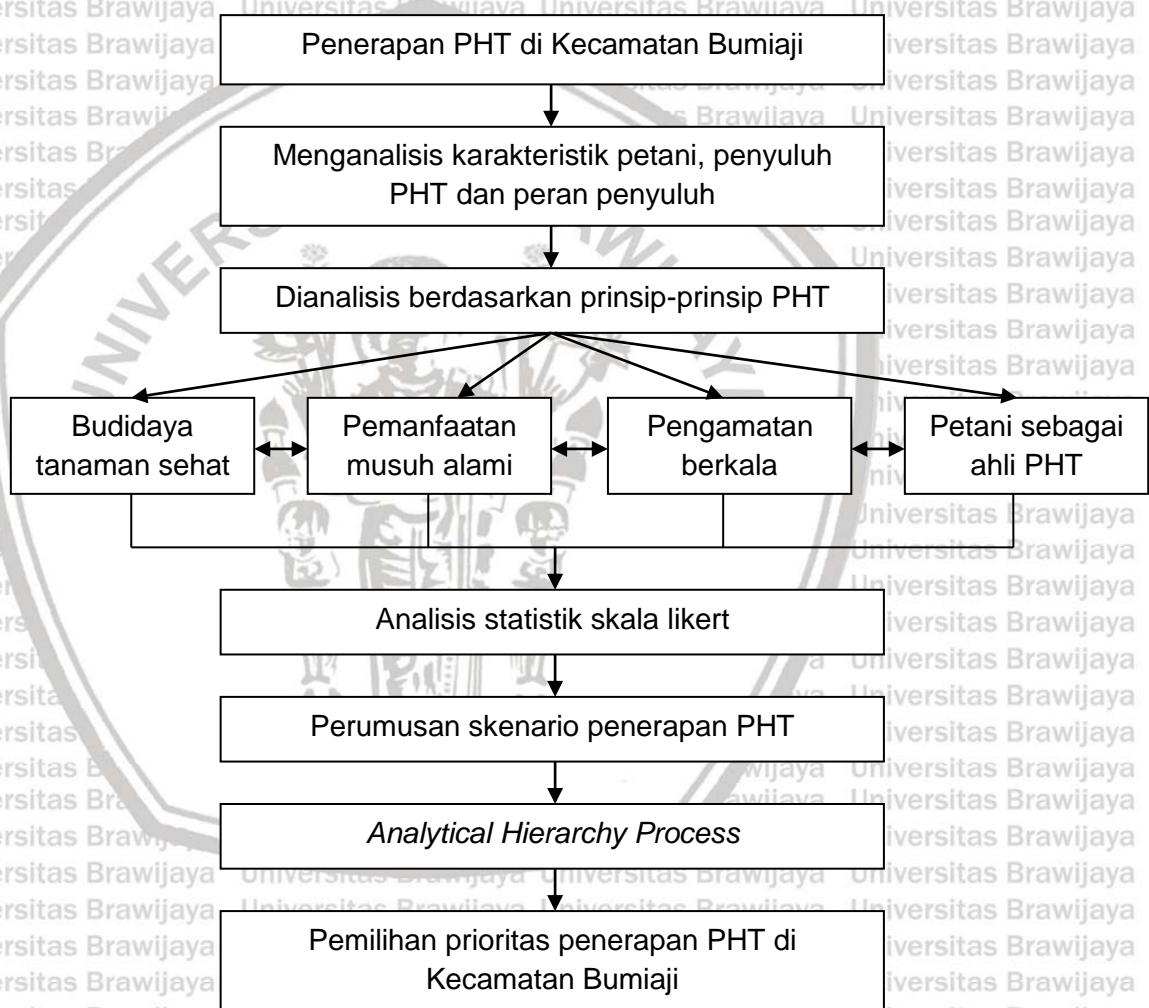 Penerapan PHT di Kecamatan Bumiaji
Menganalisis karakteristik petani, penyuluh
PHT dan peran penyuluh
Dianalisis berdasarkan prinsip-prinsip PHT
Budidaya
tanaman sehat
Pemanfaatan
musuh alami
Pengamatan
berkala
Petani sebagai
ahli PHT
Analisis statistik skala likert
Perumusan skenario penerapan PHT
Analytical Hierarchy Process
Pemilihan prioritas penerapan PHT di
Kecamatan Bumiaji